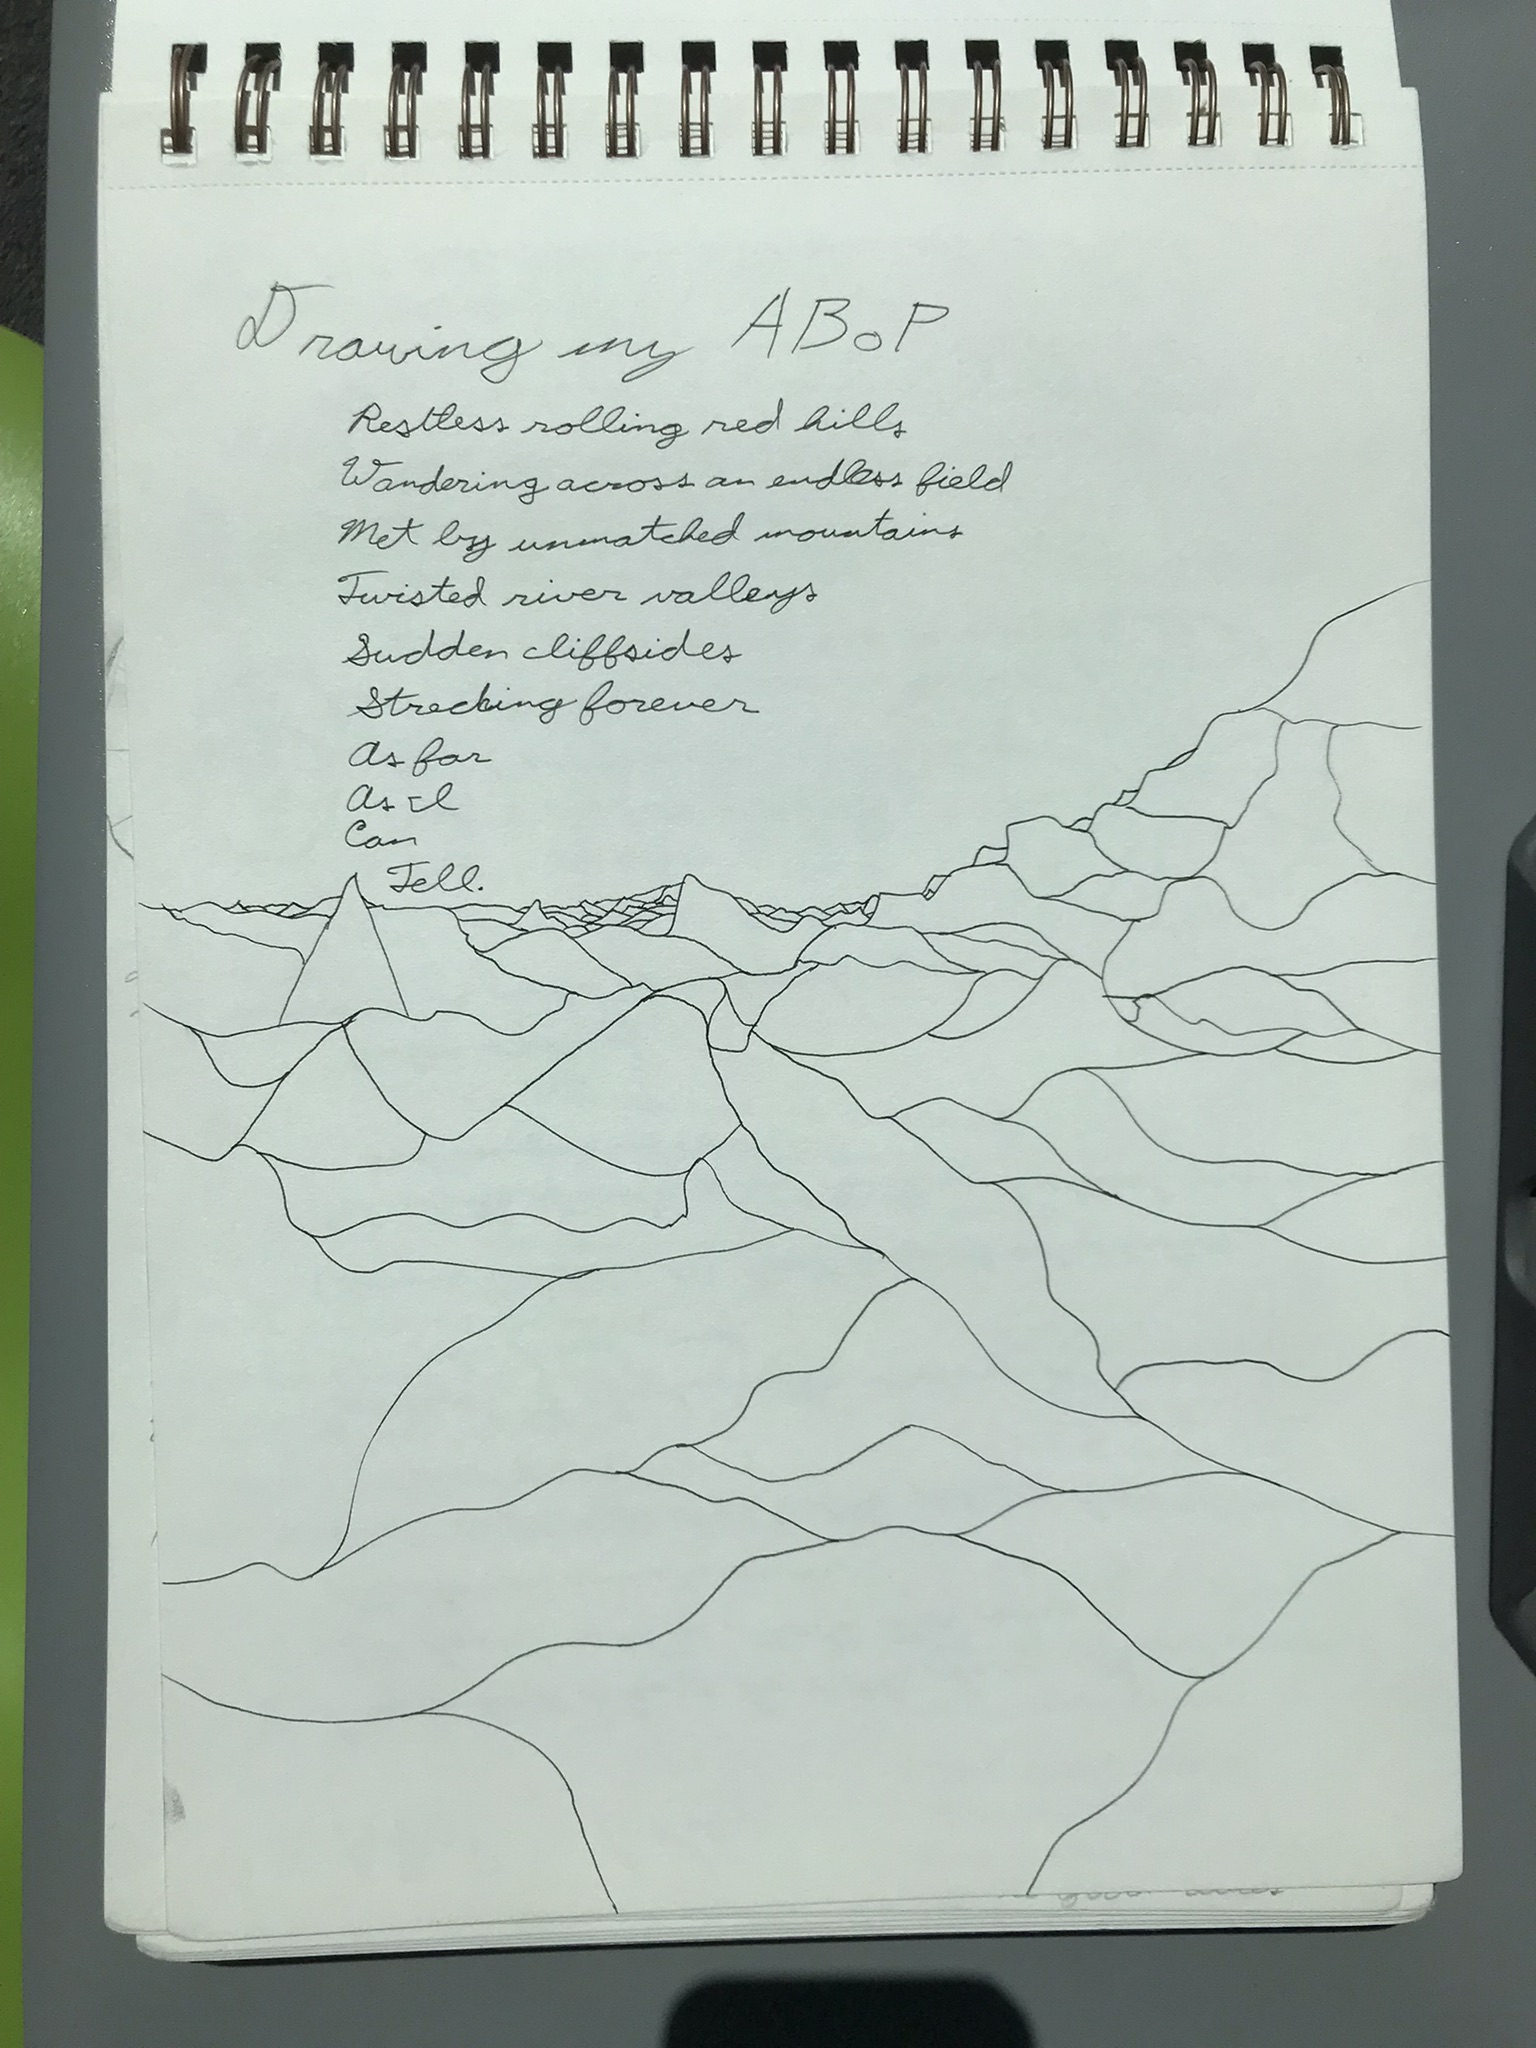 Drawing my ABoP
Restless rolling red hills
Wandering across an endless field
Met by unmatched mountains
Twisted river valleys
Sudden cliffsides
Streching forever
As far
As I
Can
Tell.